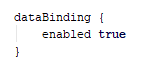 dataBinding {
    enabled true
}